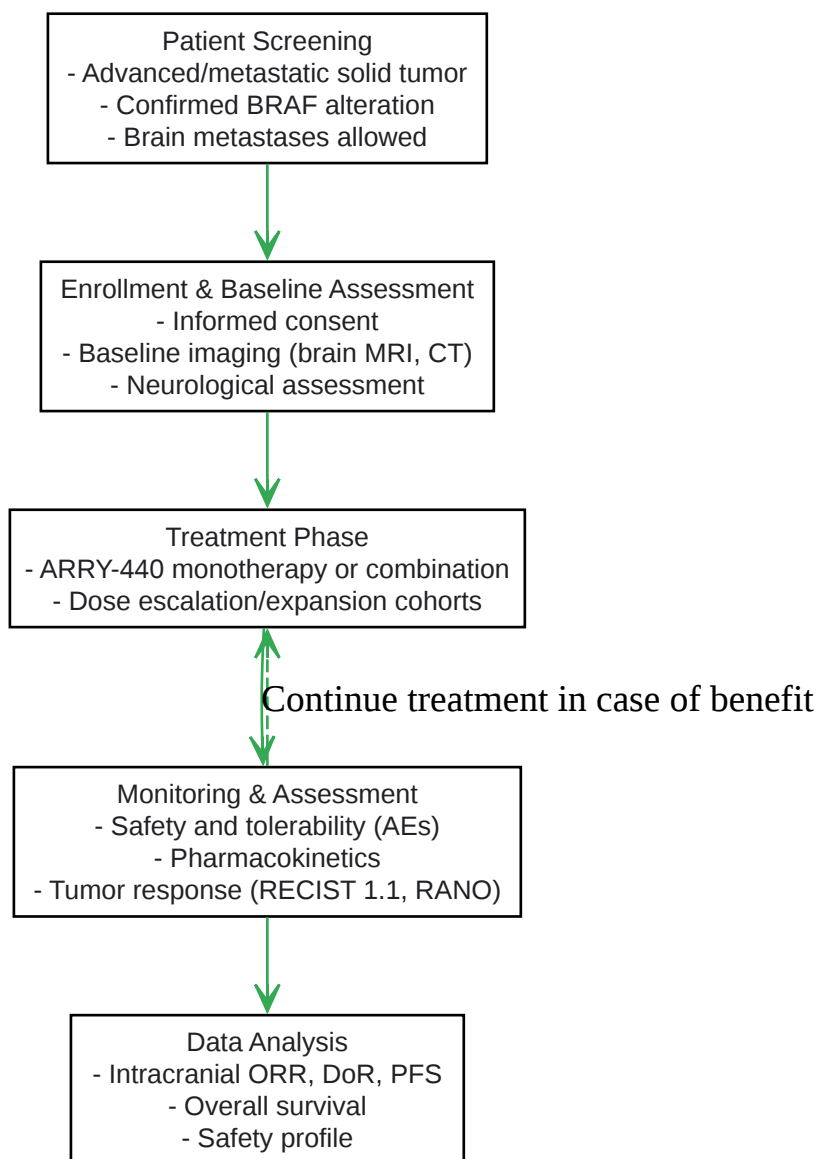 Patient Screening
- Advanced/metastatic solid tumor
- Confirmed BRAF alteration
- Brain metastases allowed
Enrollment & Baseline Assessment
- Informed consent
- Baseline imaging (brain MRI, CT)
- Neurological assessment
Treatment Phase
- ARRY-440 monotherapy or combination
- Dose escalation/expansion cohorts
Continue treatment in case of benefit
Monitoring & Assessment
- Safety and tolerability (AEs)
- Pharmacokinetics
- Tumor response (RECIST 1.1, RANO)
Data Analysis
- Intracranial ORR, DoR, PFS
- Overall survival
- Safety profile